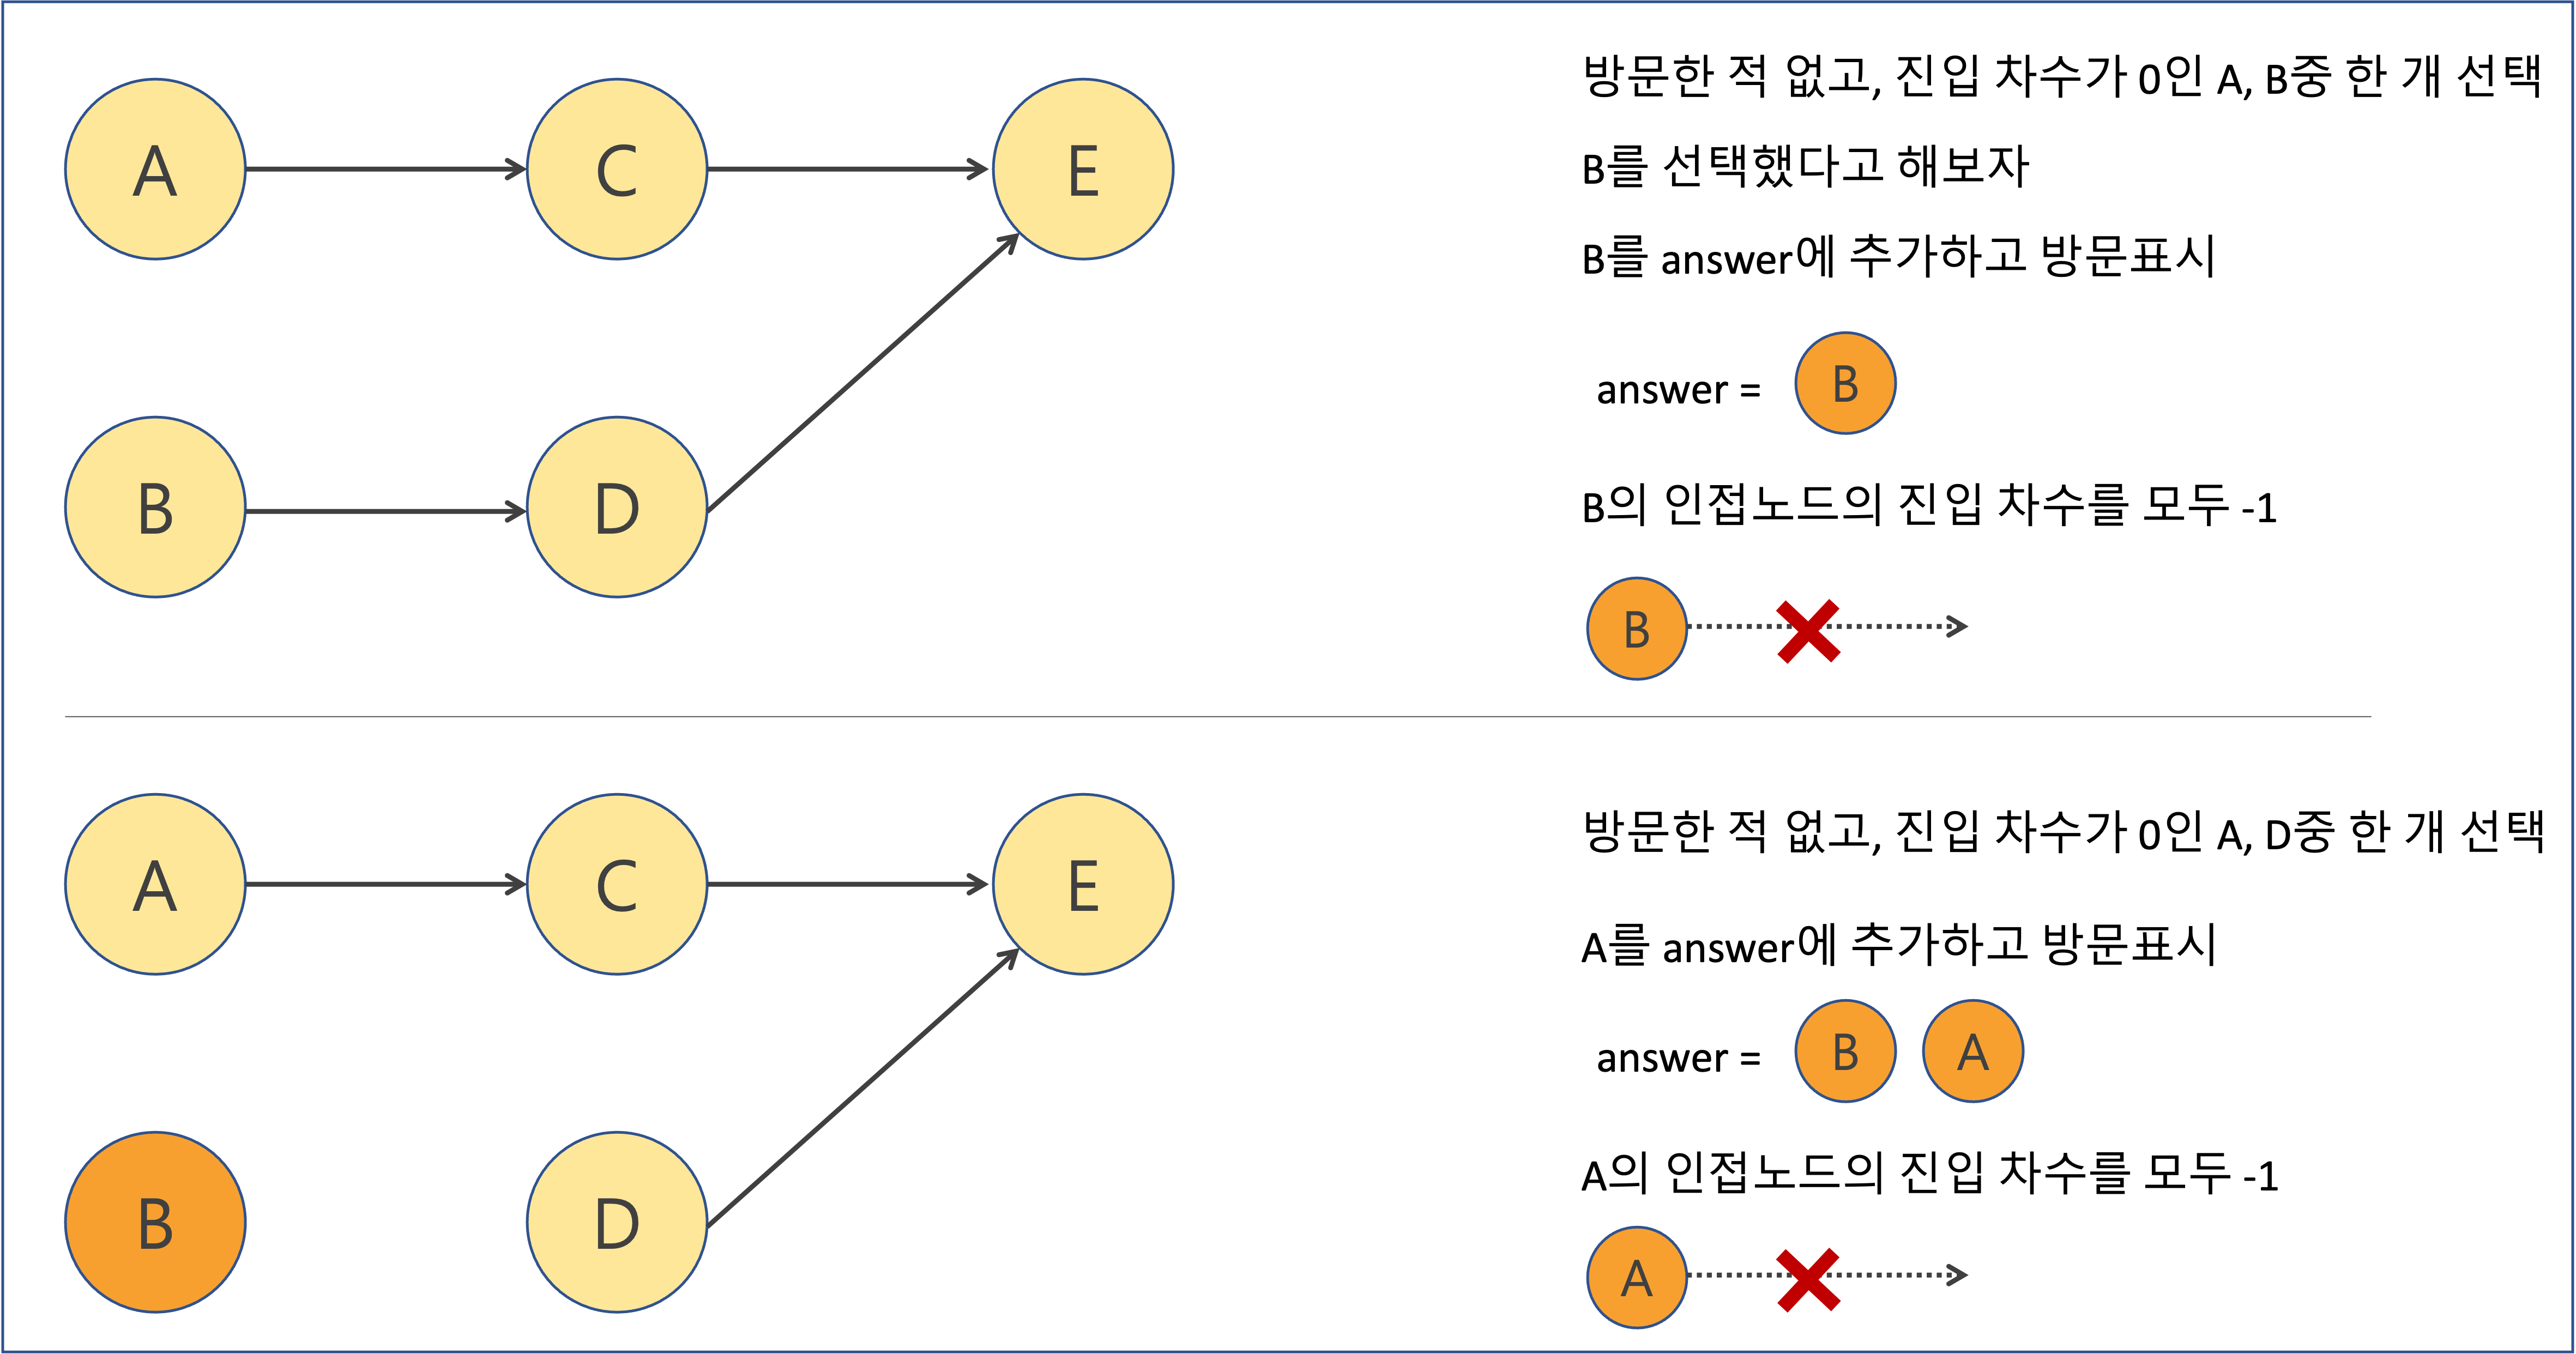 A
C
E
B
D
방문한 적 없고, 진입 차수가 0인 A, B중 한 개 선택
B를 선택했다고 해보자
B를 answer에 추가하고 방문표시
answer = B
B의 인접노드의 진입 차수를 모두 -1
B
A
C
E
B
D
방문한 적 없고, 진입 차수가 0인 A, D중 한 개 선택
A를 answer에 추가하고 방문표시
answer = B A
A의 인접노드의 진입 차수를 모두 -1
A